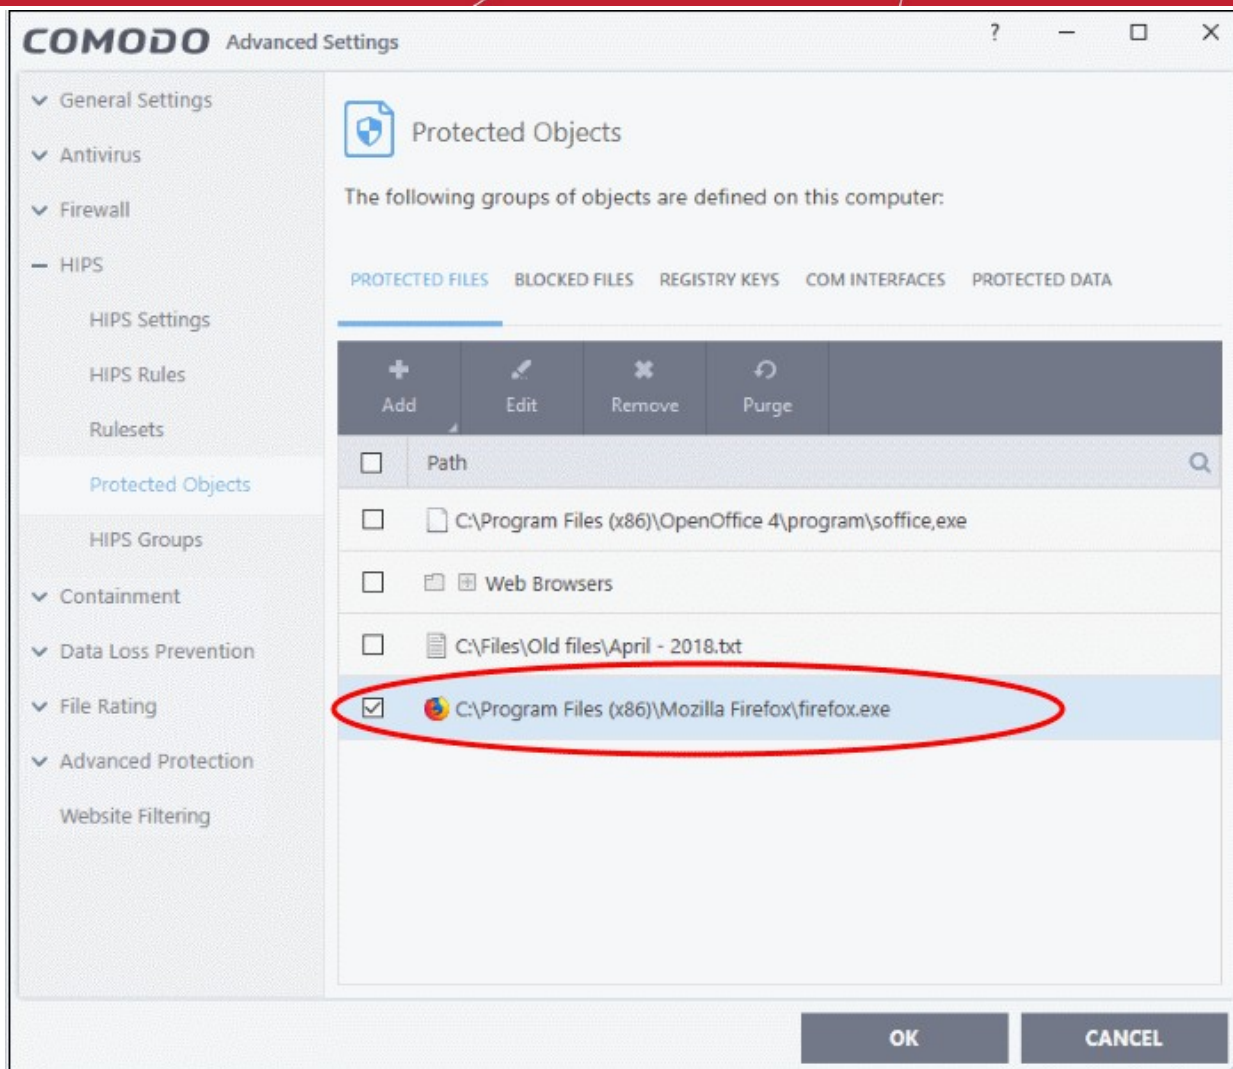 COMODO Advanced Settings ?
General Settings
Antivirus
Firewall
HIPS
HIPS Settings
HIPS Rules
Rulesets
Protected Objects
HIPS Groups
Containment
Data Loss Prevention
File Rating
Advanced Protection
Website Filtering
Protected Objects
The following groups of objects are defined on this computer:
PROTECTED FILES BLOCKED FILES REGISTRY KEYS COM INTERFACES PROTECTED DATA
Add Edit Remove Purge
Path
C:\Program Files (x86)\OpenOffice 4\program\soffice,exe
Web Browsers
C:\Files\Old files\April - 2018.txt
C:\Program Files (x86)\Mozilla Firefox\firefox.exe
OK CANCEL